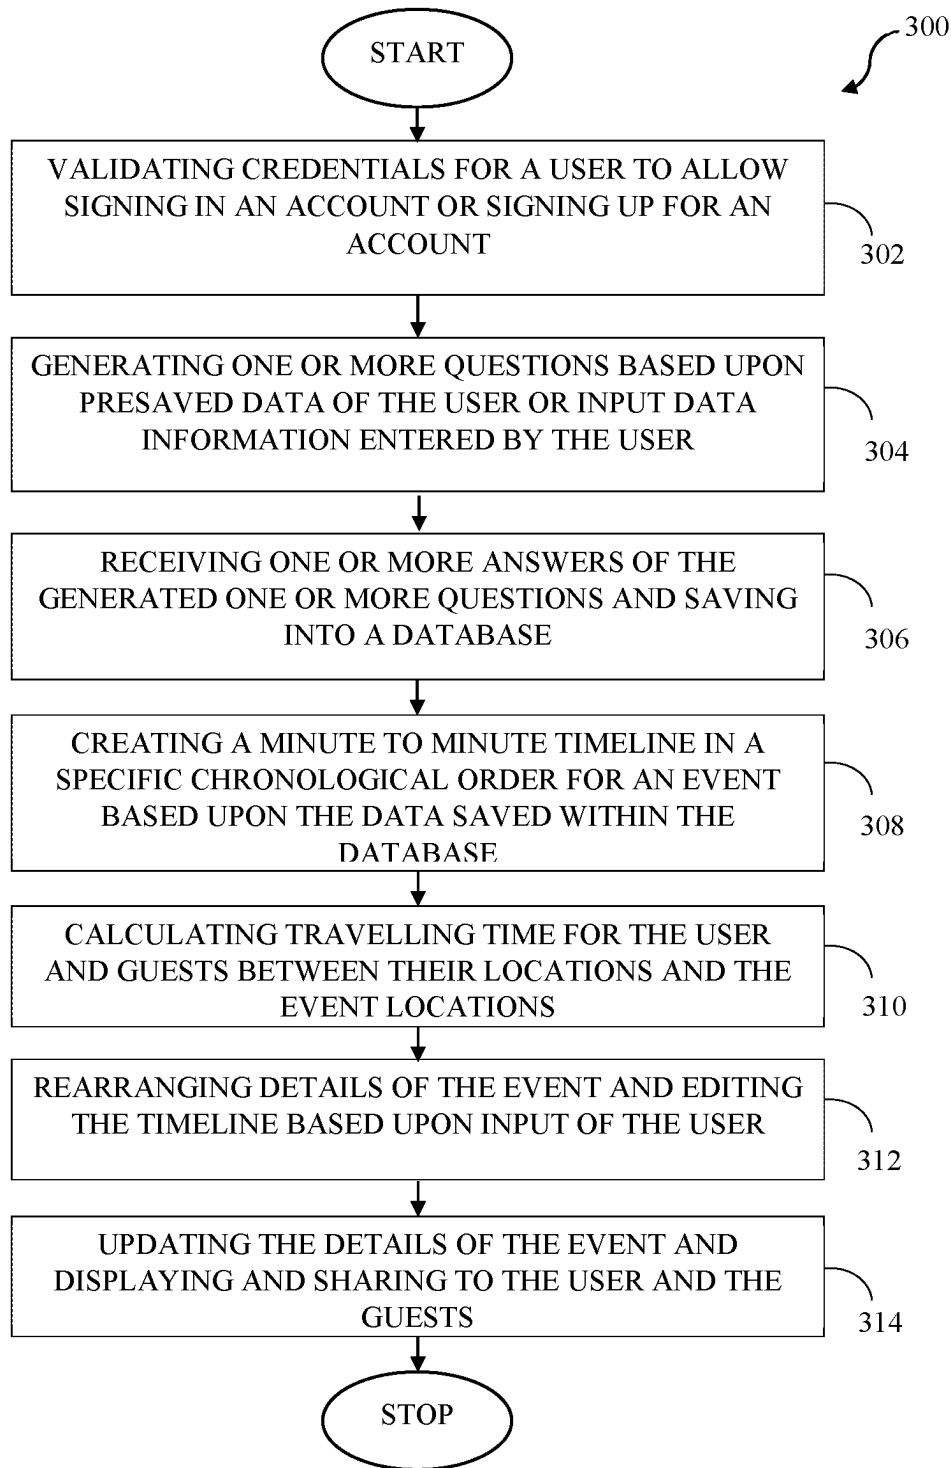 300
START
VALIDATING CREDENTIALS FOR A USER TO ALLOW
SIGNING IN AN ACCOUNT OR SIGNING UP FOR AN
ACCOUNT
302
GENERATING ONE OR MORE QUESTIONS BASED UPON
PRESAVED DATA OF THE USER OR INPUT DATA
INFORMATION ENTERED BY THE USER
304
RECEIVING ONE OR MORE ANSWERS OF THE
GENERATED ONE OR MORE QUESTIONS AND SAVING
INTO A DATABASE
306
CREATING A MINUTE TO MINUTE TIMELINE IN A
SPECIFIC CHRONOLOGICAL ORDER FOR AN EVENT
BASED UPON THE DATA SAVED WITHIN THE
DATABASE
308
CALCULATING TRAVELLING TIME FOR THE USER
AND GUESTS BETWEEN THEIR LOCATIONS AND THE
EVENT LOCATIONS
310
REARRANGING DETAILS OF THE EVENT AND EDITING
THE TIMELINE BASED UPON INPUT OF THE USER
312
UPDATING THE DETAILS OF THE EVENT AND
DISPLAYING AND SHARING TO THE USER AND THE
GUESTS
314
STOP